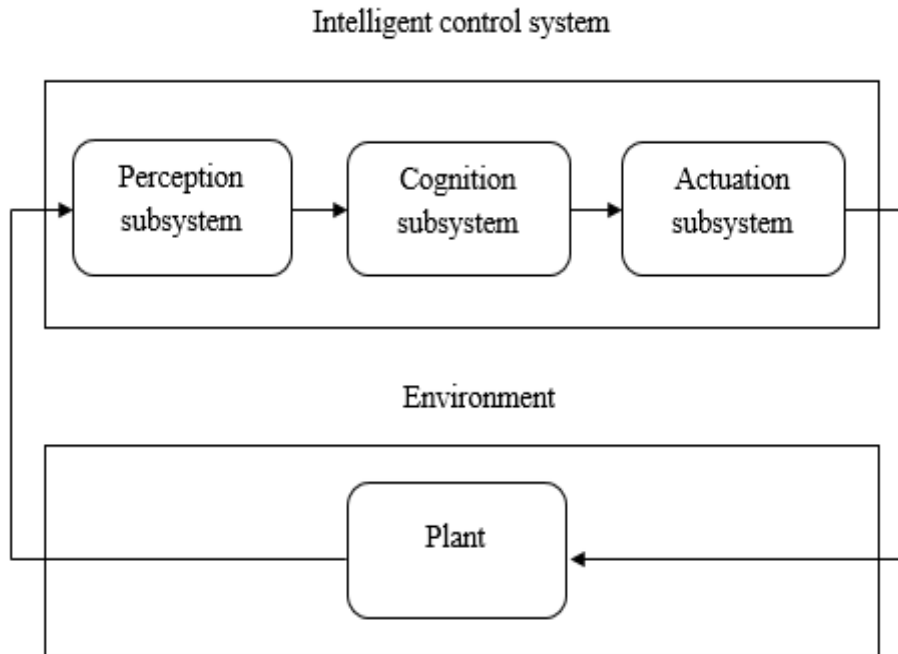 Intelligent control system
Perception
subsystem
Cognition
subsystem
Actuation
subsystem
Environment
Plant